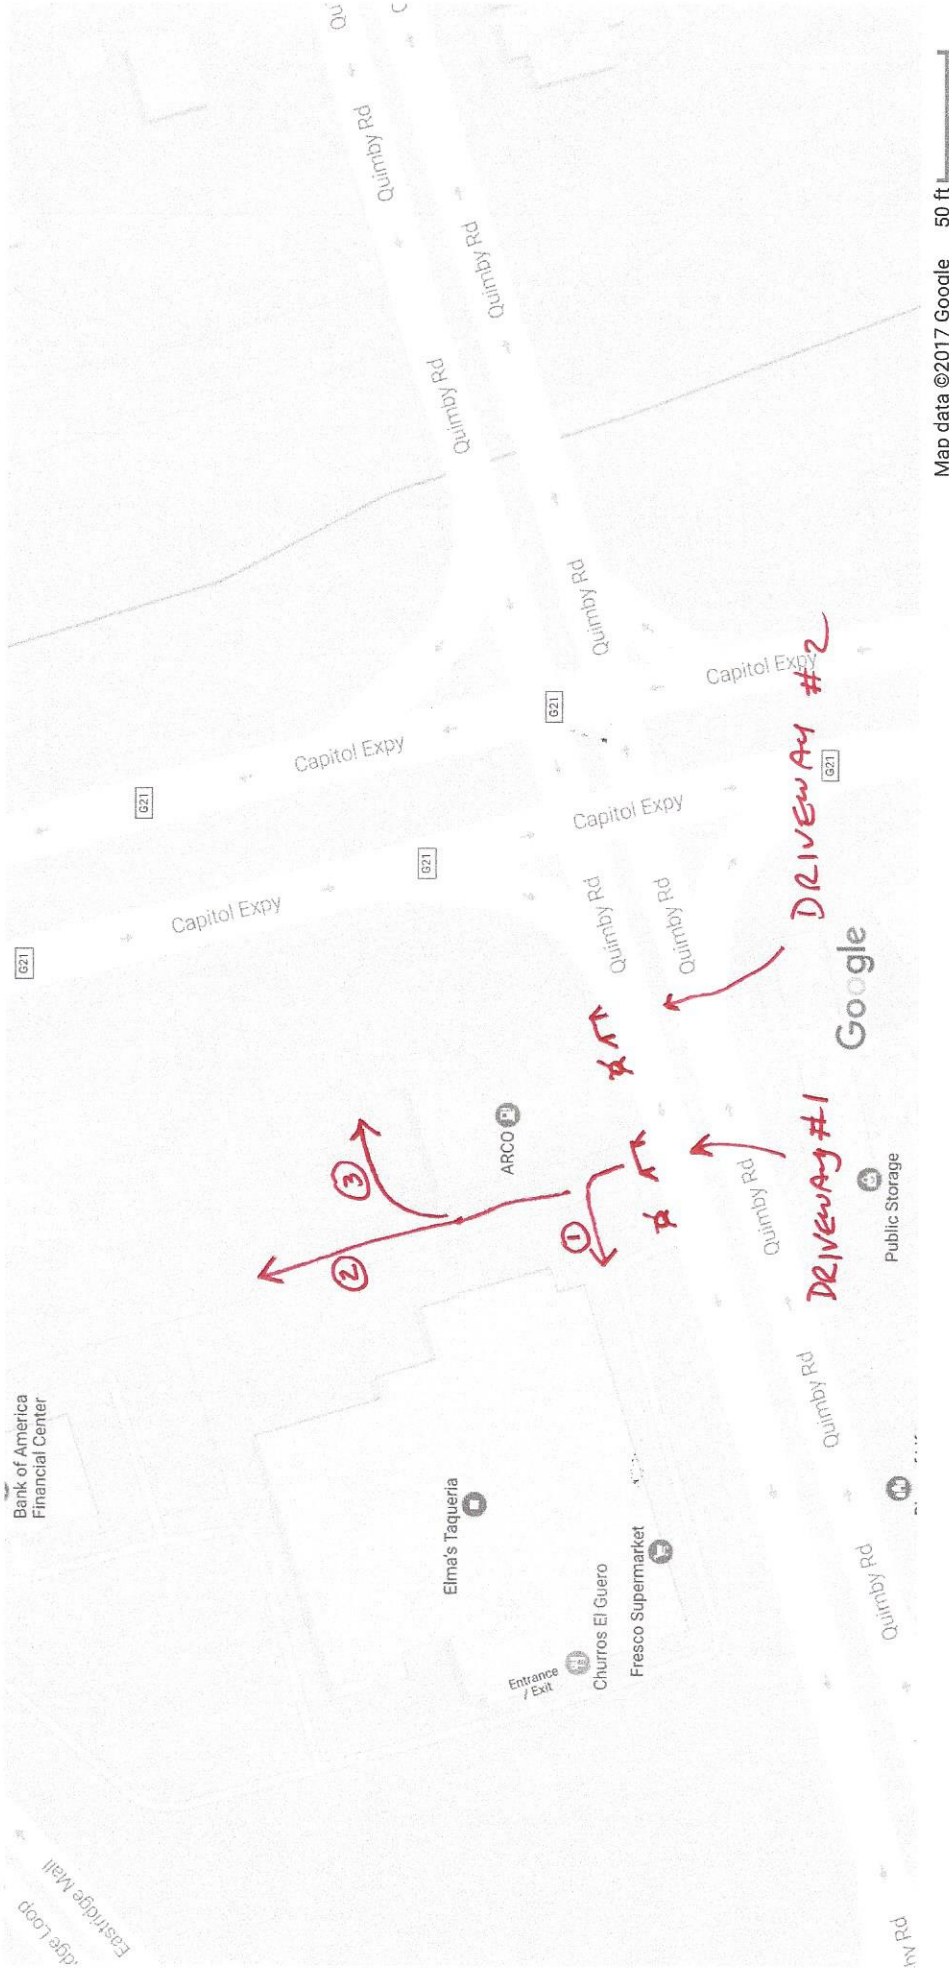 Bank of America
Financial Center
Eastridge Mall
Elma's Taqueria
Entrance
/ Exit
Churros El Guero
Fresco Supermarket
ARCO
Public Storage
Google
G21
G21
G21
G21
G21
Capitol Expy
Capitol Expy
Capitol Expy
Capitol Expy
Quimby Rd
Quimby Rd
Quimby Rd
Quimby Rd
Quimby Rd
Quimby Rd
Quimby Rd
Quimby Rd
Quimby Rd
Quimby Rd
①
②
③
DRIVEWAY #1
DRIVEWAY #2
Map data ©2017 Google 50 ft